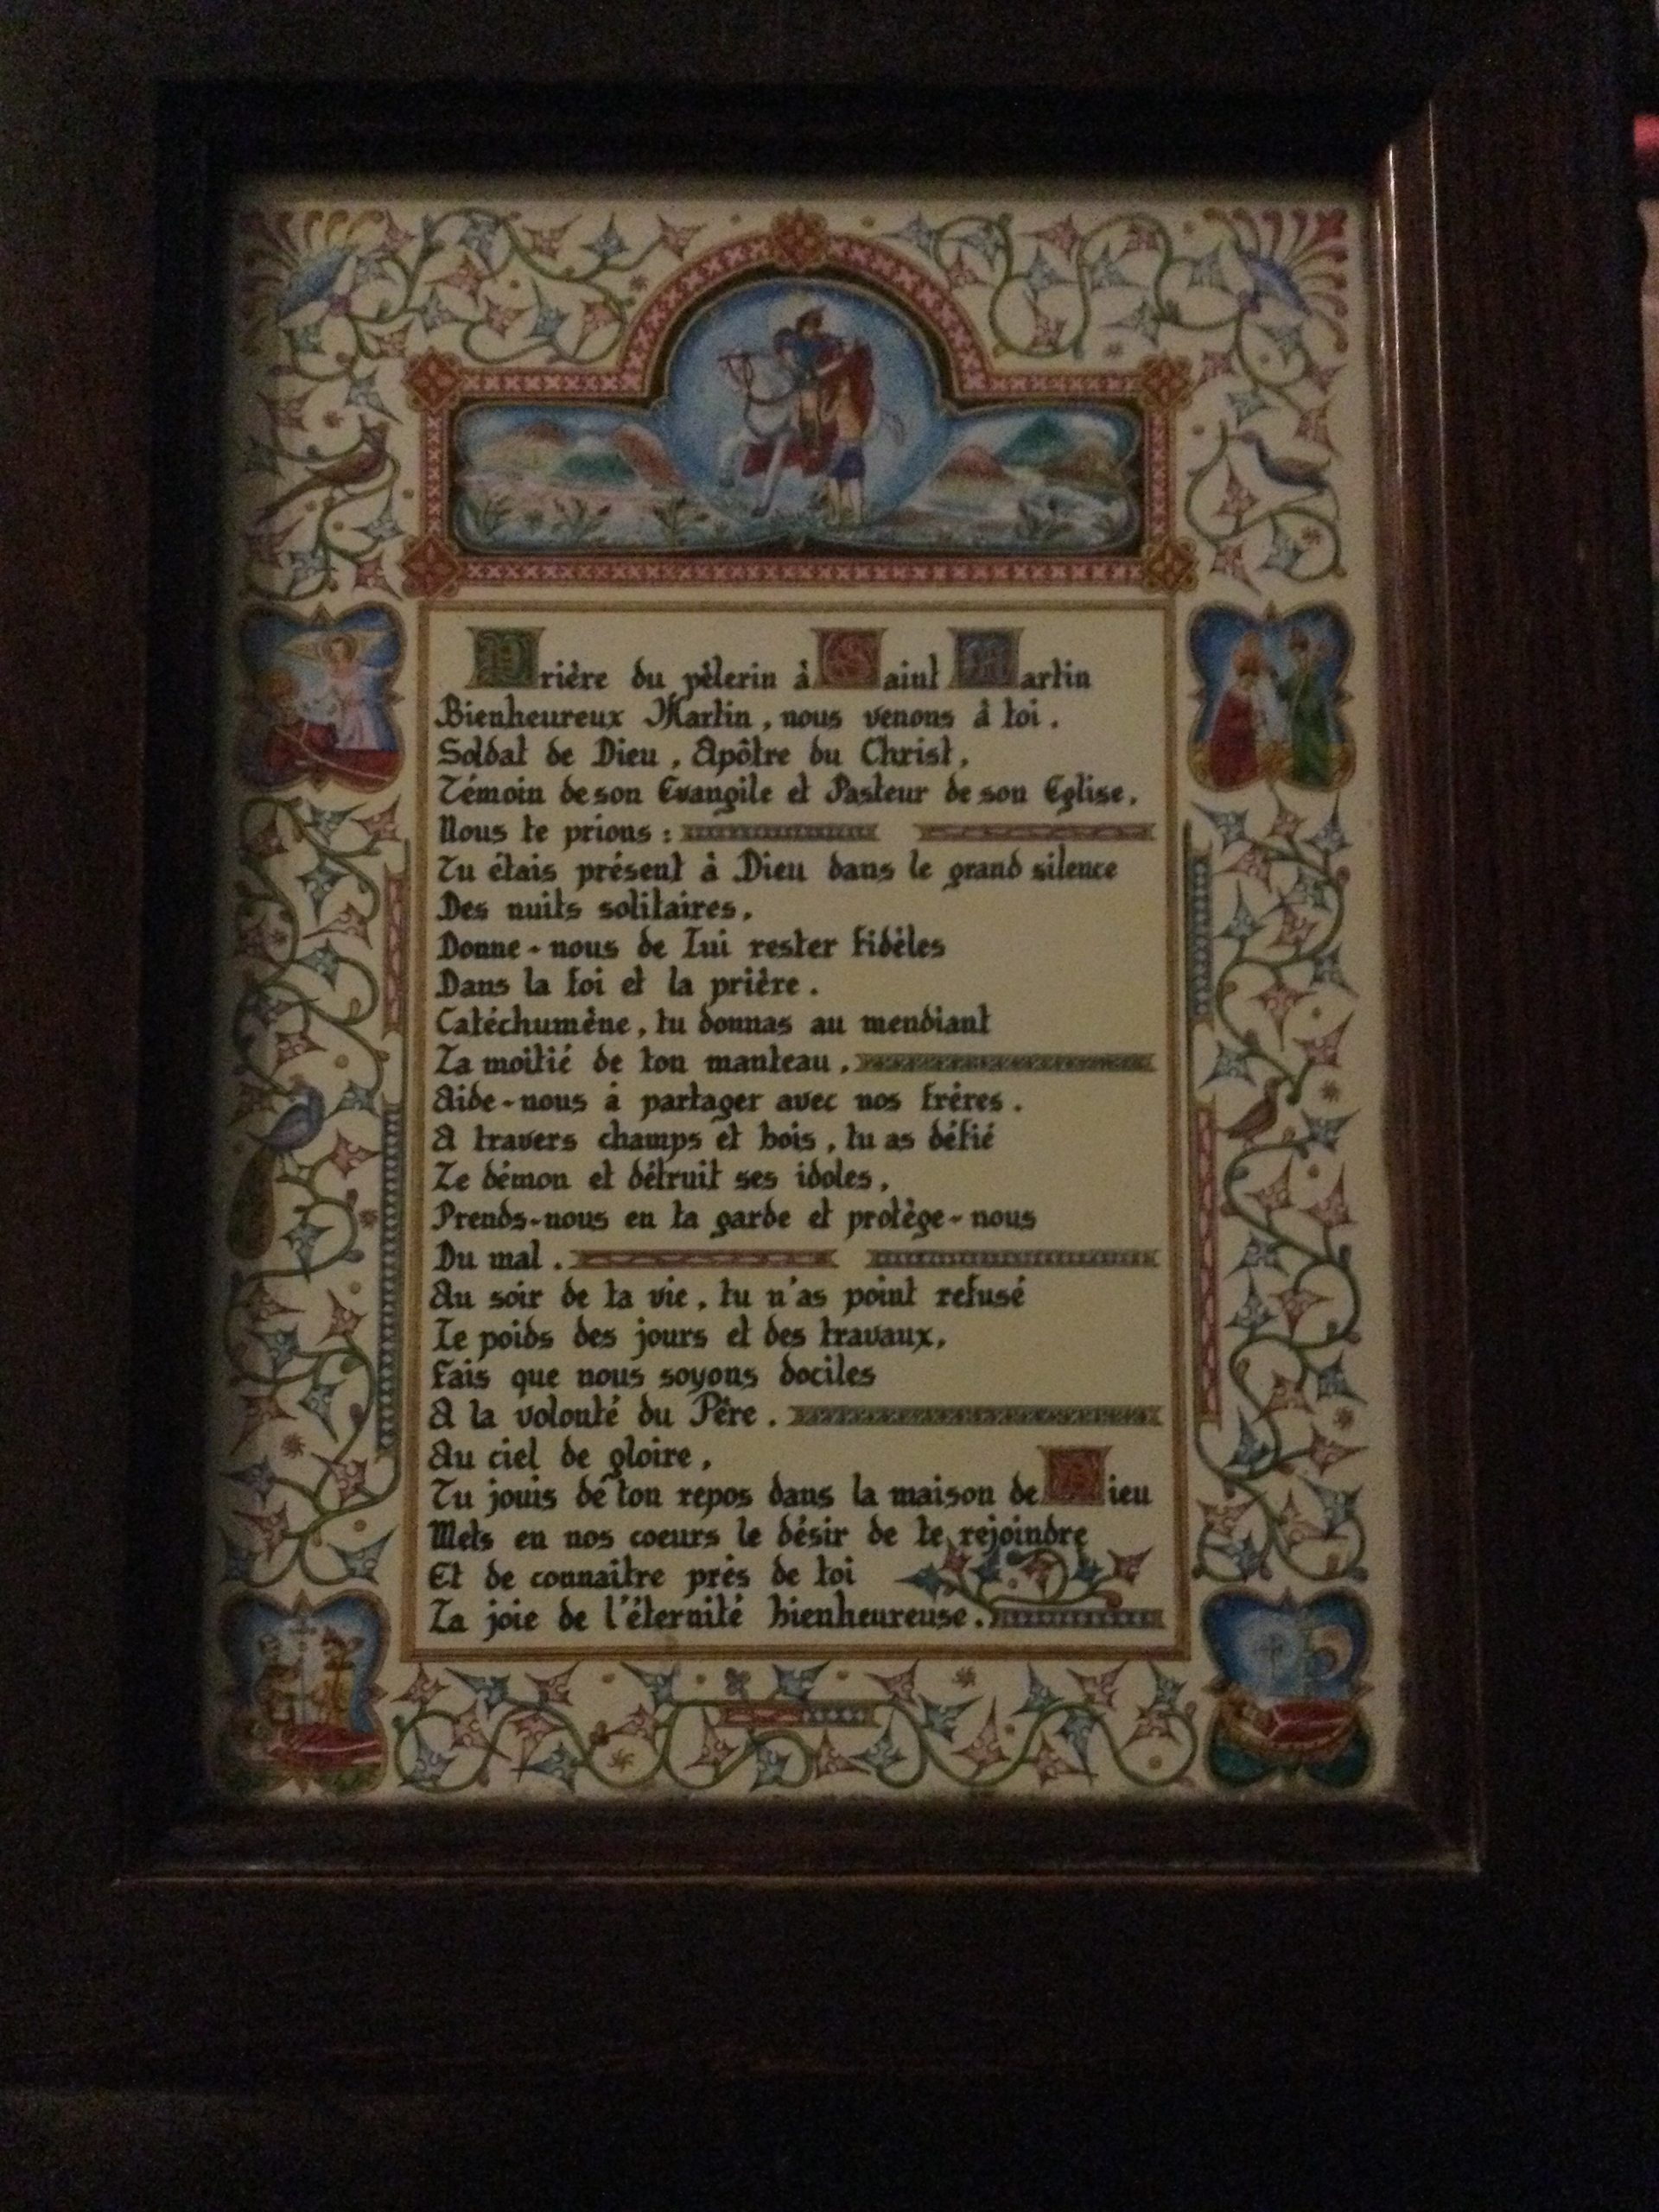 Prière du pèlerin à Saint Martin
Bienheureux Martin, nous venons à toi.
Soldat de Dieu, Apôtre du Christ,
Témoin de son Evangile et Pasteur de son Eglise,
Nous te prions :
Tu étais présent à Dieu dans le grand silence
Des nuits solitaires,
Donne-nous de Lui rester fidèles
Dans la foi et la prière.
Catéchumène, tu donnas au mendiant
La moitié de ton manteau,
Aide-nous à partager avec nos frères.
A travers champs et bois, tu as défié
Le démon et détruit ses idoles,
Prends-nous en ta garde et protège-nous
Du mal.
Au soir de ta vie, tu n'as point refusé
Le poids des jours et des travaux,
Fais que nous soyons dociles
A la volonté du Père.
Au ciel de gloire,
Tu jouis de ton repos dans la maison de Dieu
Mets en nos coeurs le désir de te rejoindre
Et de connaître près de toi
La joie de l'éternité bienheureuse.